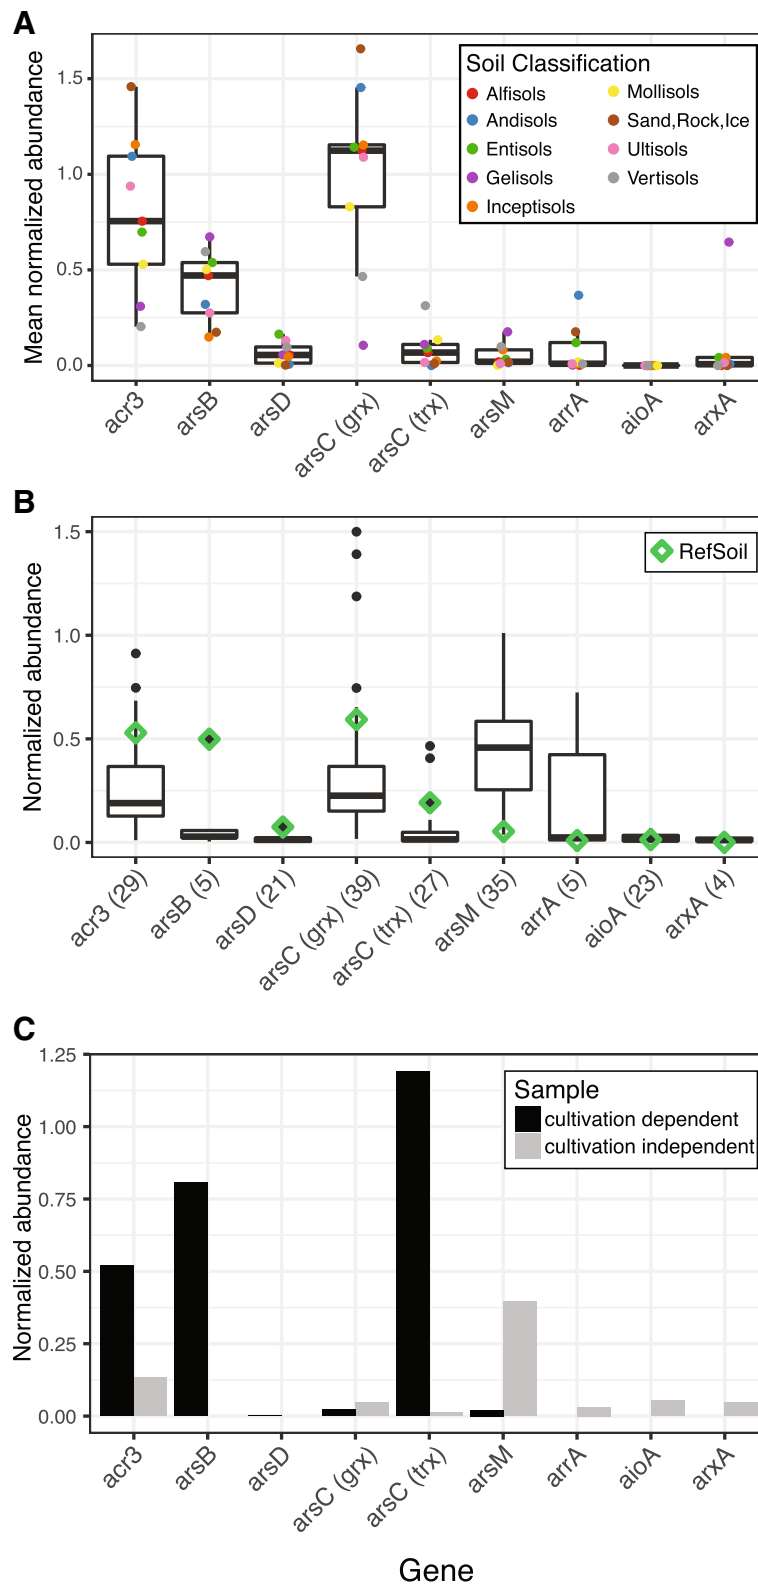 A
Mean normalized abundance
1.5
1.0
0.5
0.0
Soil Classification
Alfisols
Andisols
Entisols
Gelisols
Inceptisols
Mollisols
Sand,Rock,Ice
Ultisols
Vertisols
acr3
arsB
arsD
arsC (grx)
arsC (trx)
arsM
arrA
aioA
arxA
B
Normalized abundance
1.5
1.0
0.5
0.0
RefSoil
acr3 (29)
arsB (5)
arsD (21)
arsC (grx) (39)
arsC (trx) (27)
arsM (35)
arrA (5)
aioA (23)
arxA (4)
C
Normalized abundance
1.25
1.00
0.75
0.50
0.25
0.00
Sample
cultivation dependent
cultivation independent
acr3
arsB
arsD
arsC (grx)
arsC (trx)
arsM
arrA
aioA
arxA
Gene